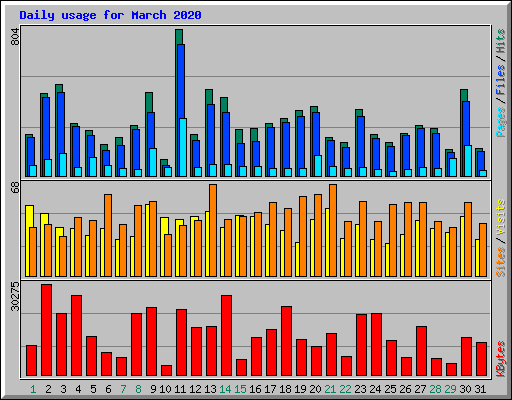 Daily usage for March 2020
804
68
30275
Pages / Files / Hits
Sites / Visits
KBytes
1 2 3 4 5 6 7 8 9 10 11 12 13 14 15 16 17 18 19 20 21 22 23 24 25 26 27 28 29 30 31